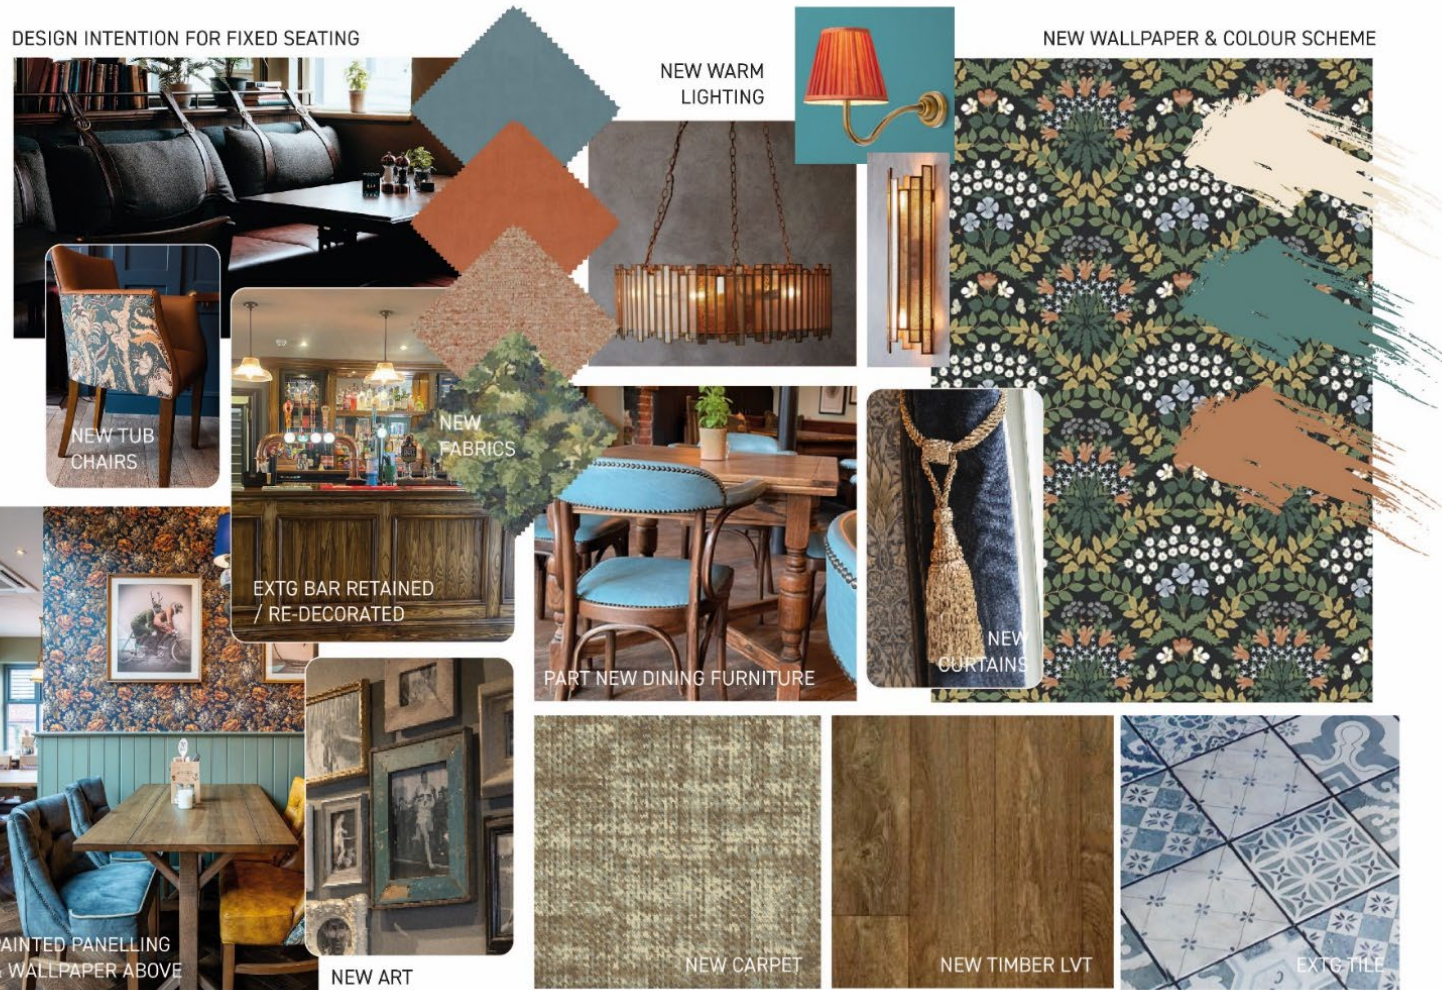 DESIGN INTENTION FOR FIXED SEATING
NEW WARM
LIGHTING
NEW WALLPAPER & COLOUR SCHEME
NEW TUB
CHAIRS
NEW
FABRICS
EXTG BAR RETAINED
/ RE-DECORATED
PART NEW DINING FURNITURE
NEW
CURTAINS
PAINTED PANELLING
& WALLPAPER ABOVE
NEW ART
NEW CARPET
NEW TIMBER LVT
EXTG TILE